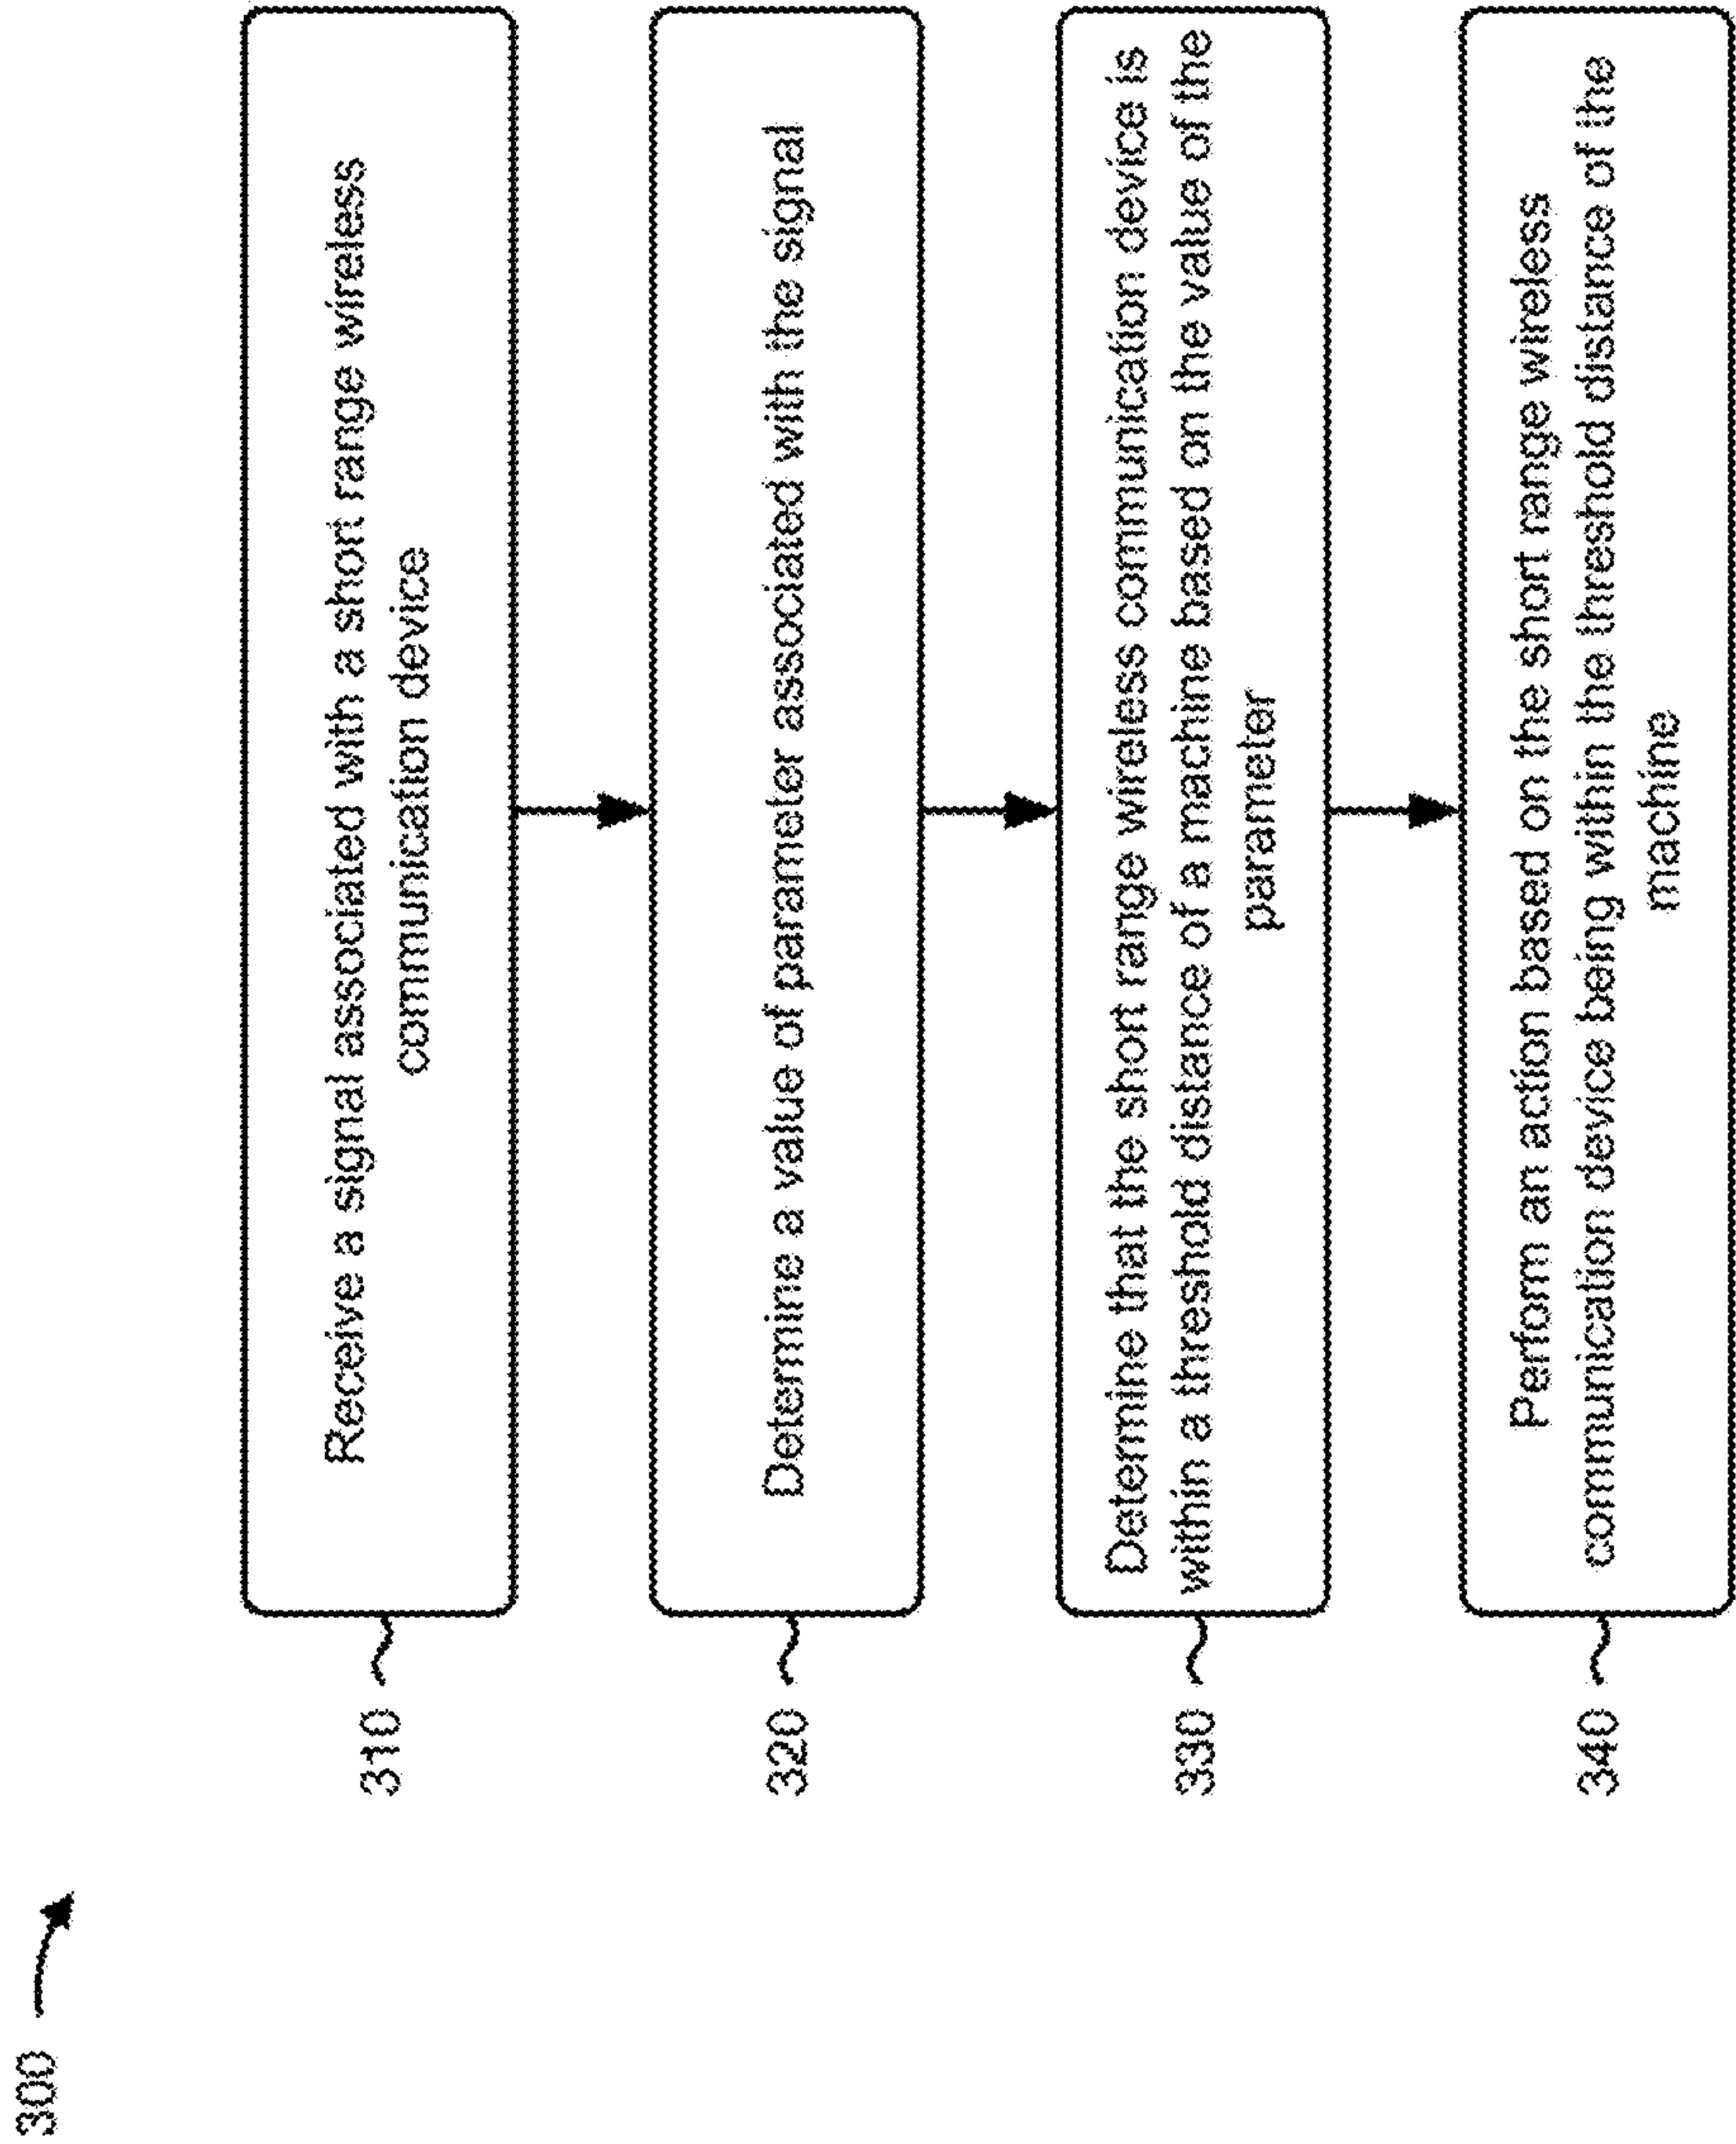 300
310
Receive a signal associated with a short range wireless
communication device
320
Determine a value of parameter associated with the signal
330
Determine that the short range wireless communication device is
within a threshold distance of a machine based on the value of the
parameter
340
Perform an action based on the short range wireless
communication device being within the threshold distance of the
machine